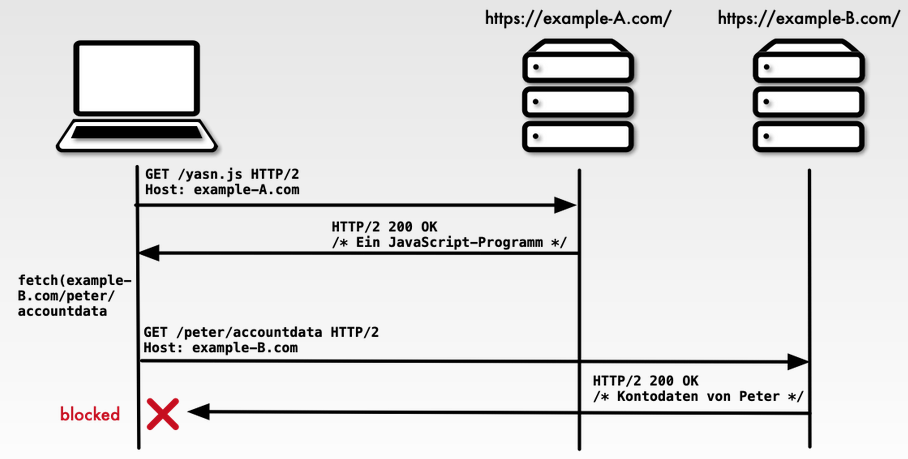 https://example-A.com/
https://example-B.com/
GET /yasn.js HTTP/2
Host: example-A.com
HTTP/2 200 OK
/* Ein JavaScript-Programm */
fetch(example-
B.com/peter/
accountdata
GET /peter/accountdata HTTP/2
Host: example-B.com
HTTP/2 200 OK
/* Kontodaten von Peter */
blocked